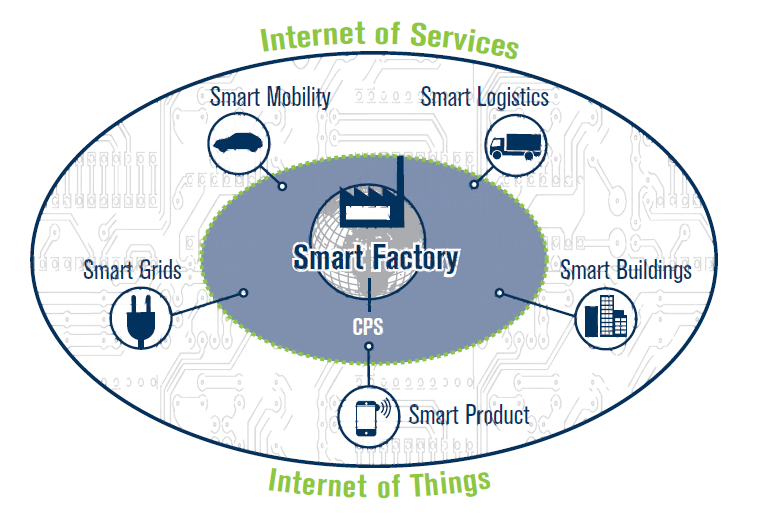 Internet of Services
Smart Mobility
Smart Logistics
Smart Factory
Smart Grids
Smart Buildings
CPS
Smart Product
Internet of Things